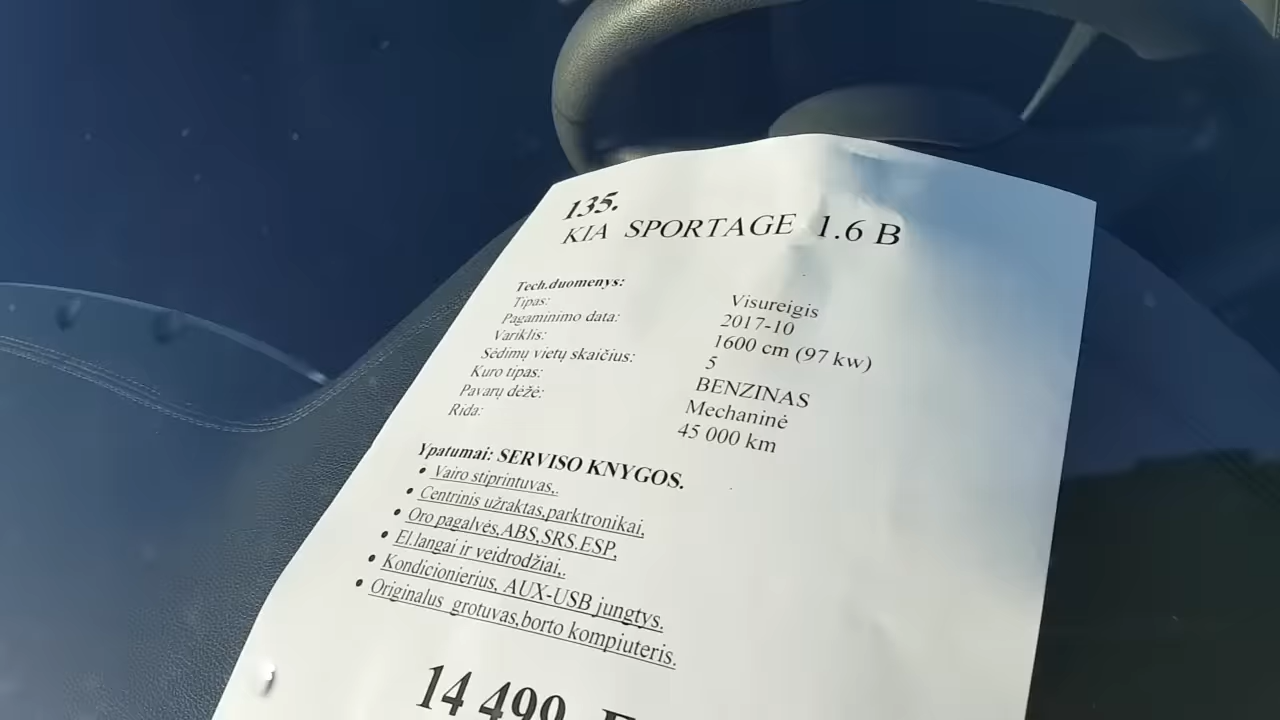 135.
KIA SPORTAGE 1.6 B
Tech.duomenys:
Tipas: Visureigis
Pagaminimo data: 2017-10
Variklis: 1600 cm (97 kw)
Sėdimų vietų skaičius: 5
Kuro tipas: BENZINAS
Pavarų dėžė: Mechaninė
Rida: 45 000 km
Ypatumai: SERVISO KNYGOS.
• Vairo stiprintuvas,.
• Centrinis užraktas,parktronikai,
• Oro pagalvės,ABS,SRS,ESP,
• El.langai ir veidrodžiai,.
• Kondicionierius, AUX-USB jungtys.
• Originalus grotuvas,borto kompiuteris.
14 499